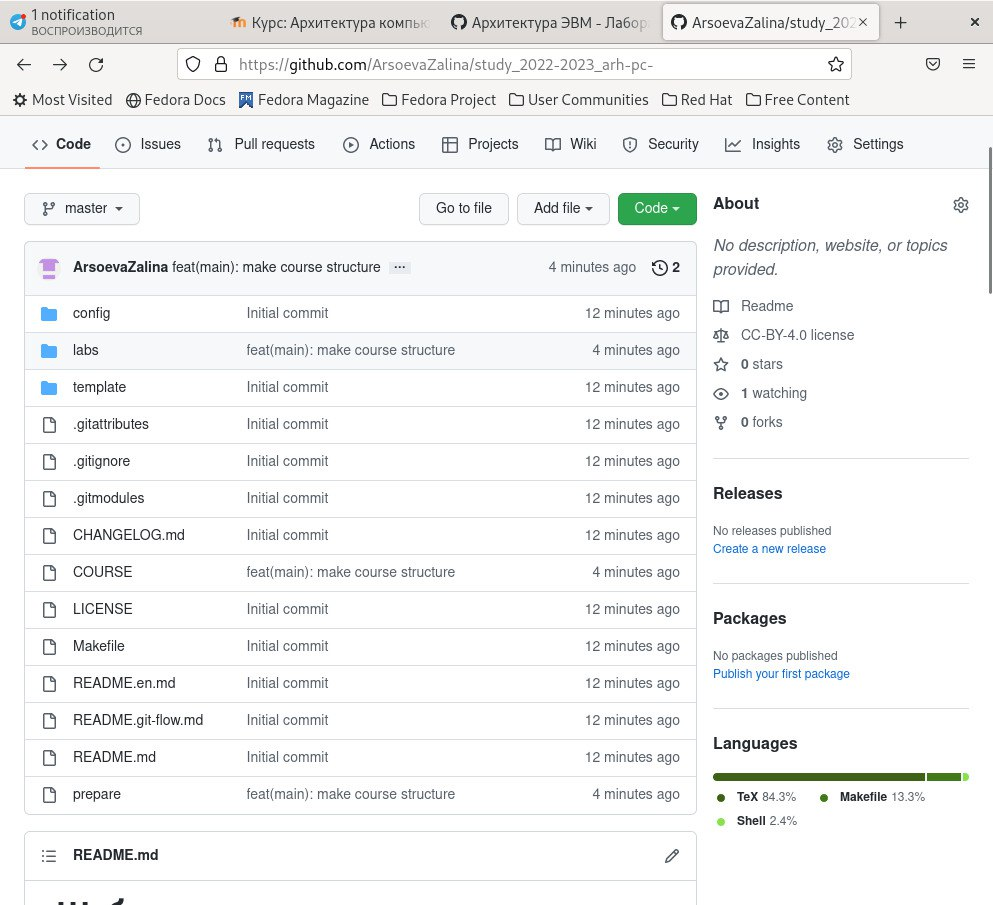 1 notification
ВОСПРОИЗВОДИТСЯ
Курс: Архитектура компью
Архитектура ЭВМ - Лабор
ArsoevaZalina/study_202
https://github.com/ArsoevaZalina/study_2022-2023_arh-pc-
Most Visited Fedora Docs Fedora Magazine Fedora Project User Communities Red Hat Free Content
Code Issues Pull requests Actions Projects Wiki Security Insights Settings
master Go to file Add file Code
ArsoevaZalina feat(main): make course structure ... 4 minutes ago 2
config Initial commit 12 minutes ago
labs feat(main): make course structure 4 minutes ago
template Initial commit 12 minutes ago
.gitattributes Initial commit 12 minutes ago
.gitignore Initial commit 12 minutes ago
.gitmodules Initial commit 12 minutes ago
CHANGELOG.md Initial commit 12 minutes ago
COURSE feat(main): make course structure 4 minutes ago
LICENSE Initial commit 12 minutes ago
Makefile Initial commit 12 minutes ago
README.en.md Initial commit 12 minutes ago
README.git-flow.md Initial commit 12 minutes ago
README.md Initial commit 12 minutes ago
prepare feat(main): make course structure 4 minutes ago
README.md
About
No description, website, or topics
provided.
Readme
CC-BY-4.0 license
0 stars
1 watching
0 forks
Releases
No releases published
Create a new release
Packages
No packages published
Publish your first package
Languages
TeX 84.3% Makefile 13.3%
Shell 2.4%